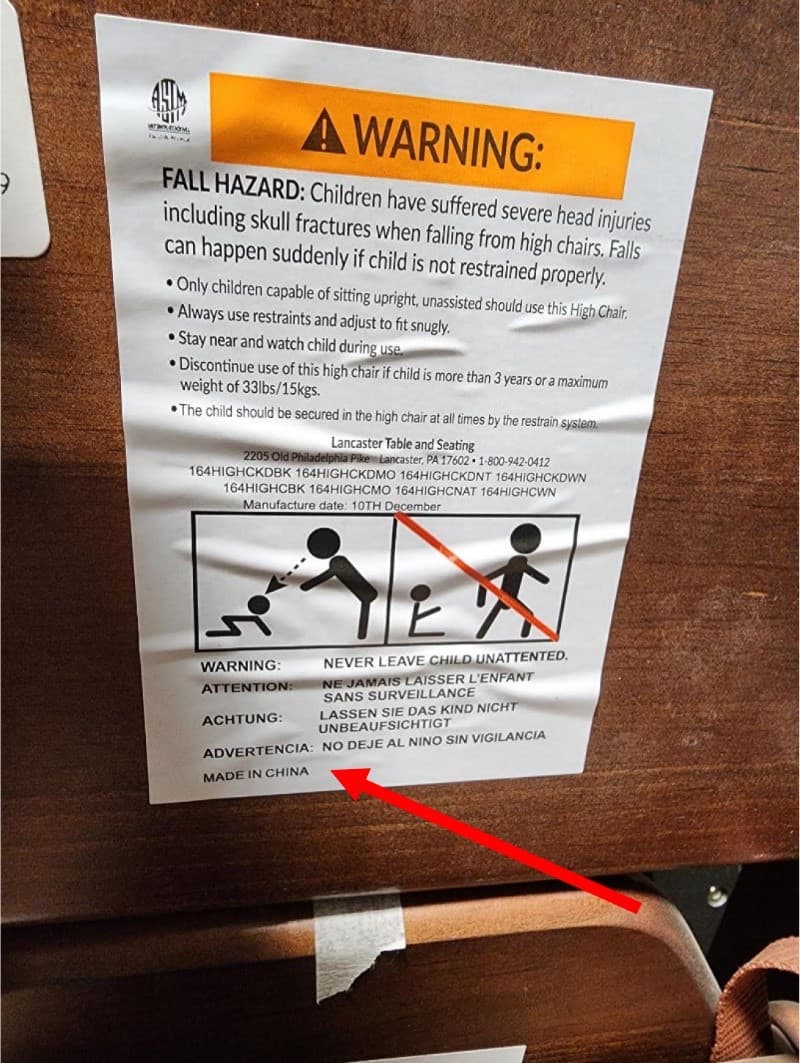 ASTM
INTERNATIONAL
WARNING:
FALL HAZARD: Children have suffered severe head injuries
including skull fractures when falling from high chairs. Falls
can happen suddenly if child is not restrained properly.
• Only children capable of sitting upright, unassisted should use this High Chair.
• Always use restraints and adjust to fit snugly.
• Stay near and watch child during use.
• Discontinue use of this high chair if child is more than 3 years or a maximum
weight of 33lbs/15kgs.
• The child should be secured in the high chair at all times by the restrain system.
Lancaster Table and Seating
2205 Old Philadelphia Pike Lancaster, PA 17602 • 1-800-942-0412
164HIGHCKDBK 164HIGHCKDMO 164HIGHCKDNT 164HIGHCKDWN
164HIGHCBK 164HIGHCMO 164HIGHCNAT 164HIGHCWN
Manufacture date: 10TH December
WARNING: NEVER LEAVE CHILD UNATTENTED.
ATTENTION: NE JAMAIS LAISSER L'ENFANT
SANS SURVEILLANCE
ACHTUNG: LASSEN SIE DAS KIND NICHT
UNBEAUFSICHTIGT
ADVERTENCIA: NO DEJE AL NINO SIN VIGILANCIA
MADE IN CHINA